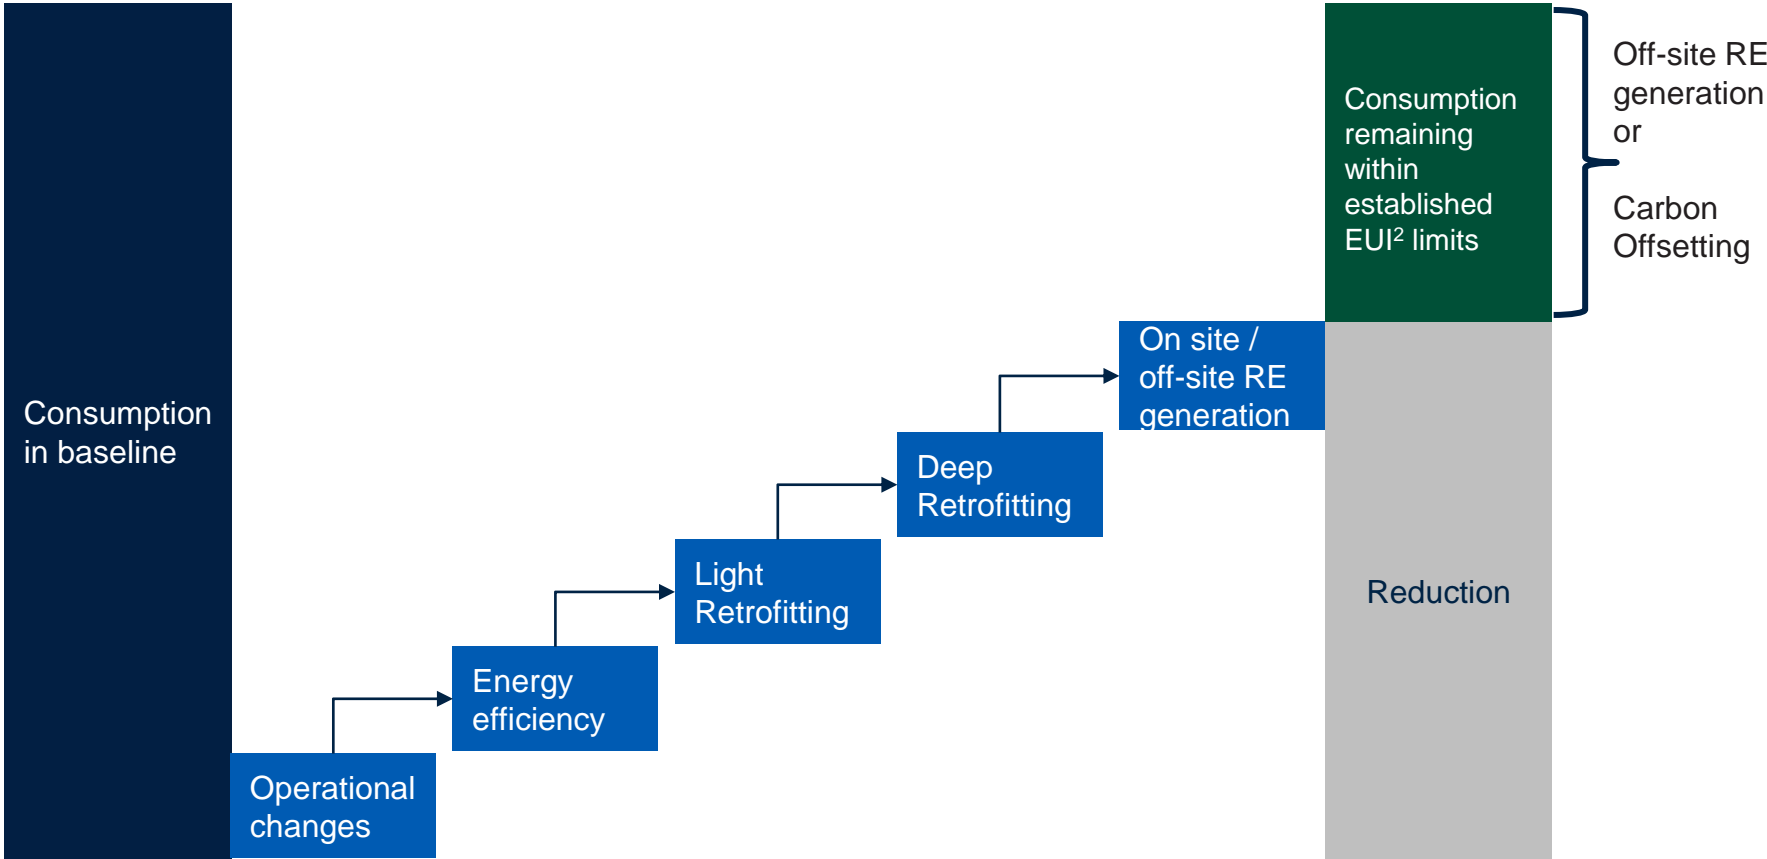 Consumption
in baseline
Operational
changes
Energy
efficiency
Light
Retrofitting
Deep
Retrofitting
On site /
off-site RE
generation
Consumption
remaining
within
established
EUI² limits
Reduction
Off-site RE
generation
or
Carbon
Offsetting